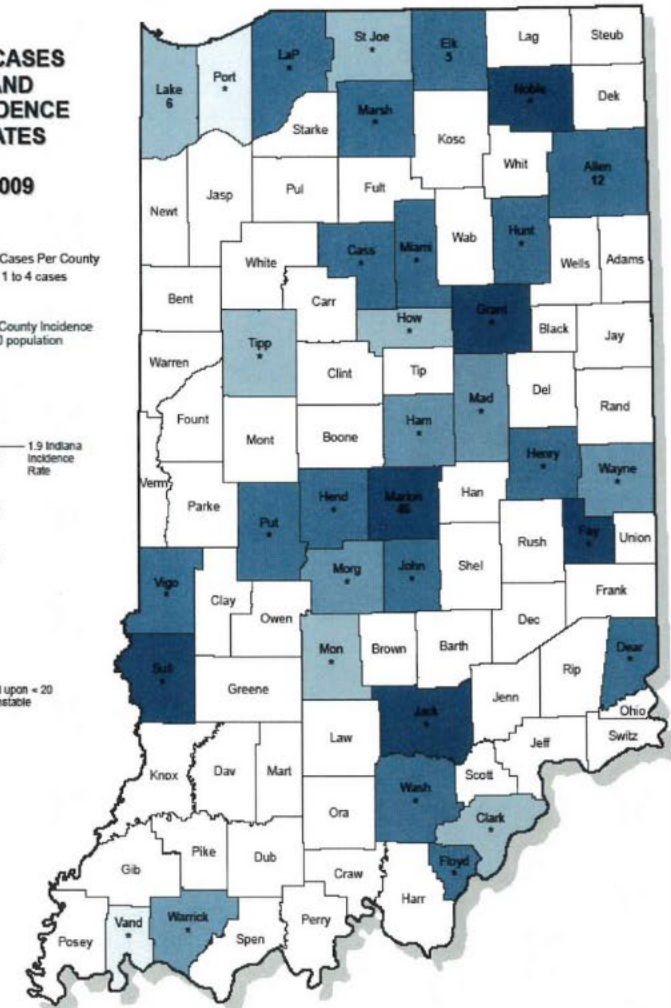 CASES
AND
DENCE
ATES
009
Cases Per County
1 to 4 cases
County Incidence
0 population
1.9 Indiana
Incidence
Rate
upon < 20
nstable
Lake
6
Port
*
LaP
*
St Joe
*
Elk
5
Lag
Steub
Noble
*
Dek
Starke
Marsh
*
Kosc
Whit
Allen
12
Newt
Jasp
Pul
Fult
Wab
Hunt
*
Wells
Adams
White
Cass
*
Miami
*
Bent
Carr
How
*
Grant
*
Black
Jay
Tipp
*
Warren
Clint
Tip
Mad
*
Del
Rand
Fount
Mont
Boone
Ham
*
Henry
*
Wayne
*
Verm
Parke
Put
*
Hend
*
Marion
Han
Rush
Fay
*
Union
Vigo
*
Clay
Owen
Morg
*
John
*
Shel
Frank
Dec
Sull
*
Greene
Mon
*
Brown
Barth
Jenn
Rip
Dear
*
Ohio
Switz
Jeff
Jack
*
Law
Knox
Dav
Mart
Scott
Wash
*
Clark
*
Ora
Floyd
*
Gib
Pike
Dub
Craw
Harr
Perry
Posey
Vand
*
Warrick
*
Spen